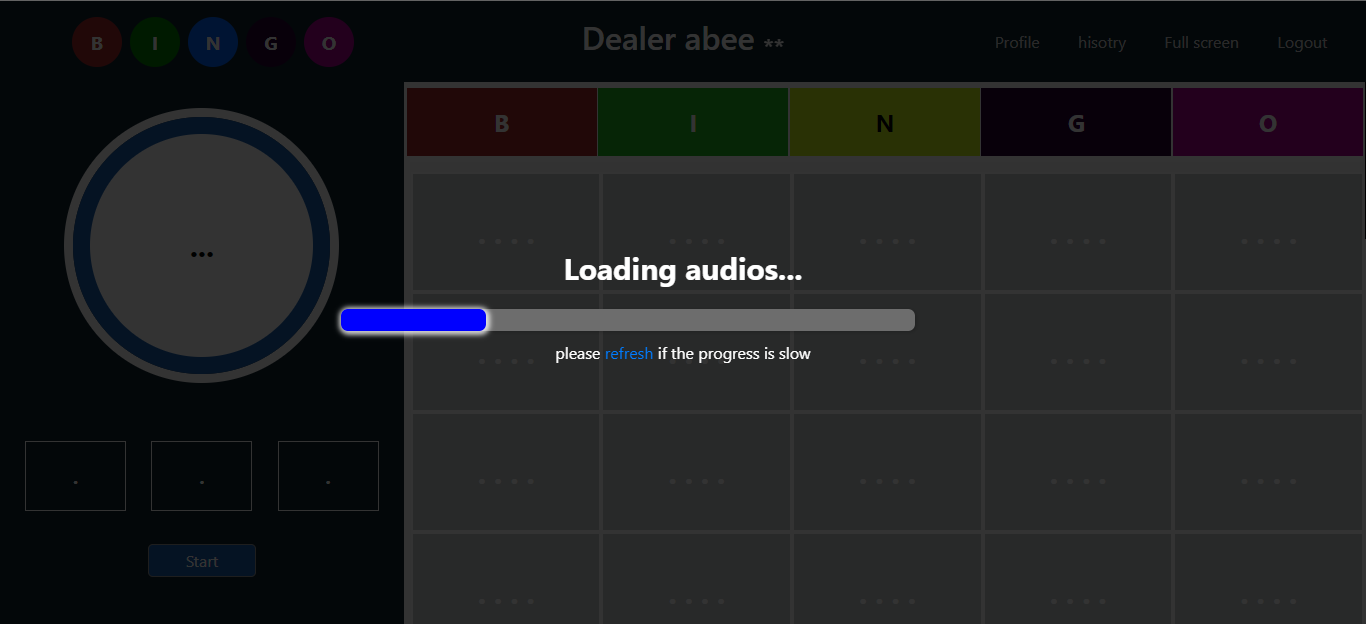 B I N G O
Dealer abee **
Profile hisotry Full screen Logout
B I N G O
...
. . . . . . . . . . . . . . . . . . . .
Loading audios...
please refresh if the progress is slow
. . . . . . . . . . . . . . . . . . . .
. . .
. . . . . . . . . . . . . . . . . . . .
Start
. . . . . . . . . . . . . . . . . . . .